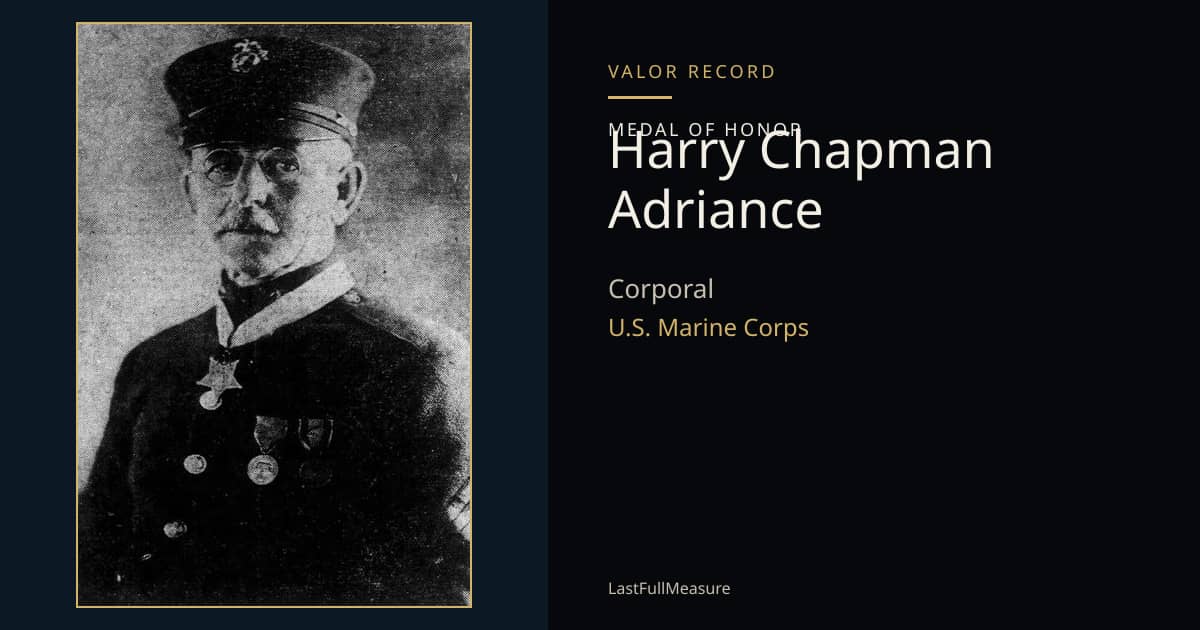 VALOR RECORD
MEDAL OF HONOR
Harry Chapman
Adriance
Corporal
U.S. Marine Corps
LastFullMeasure